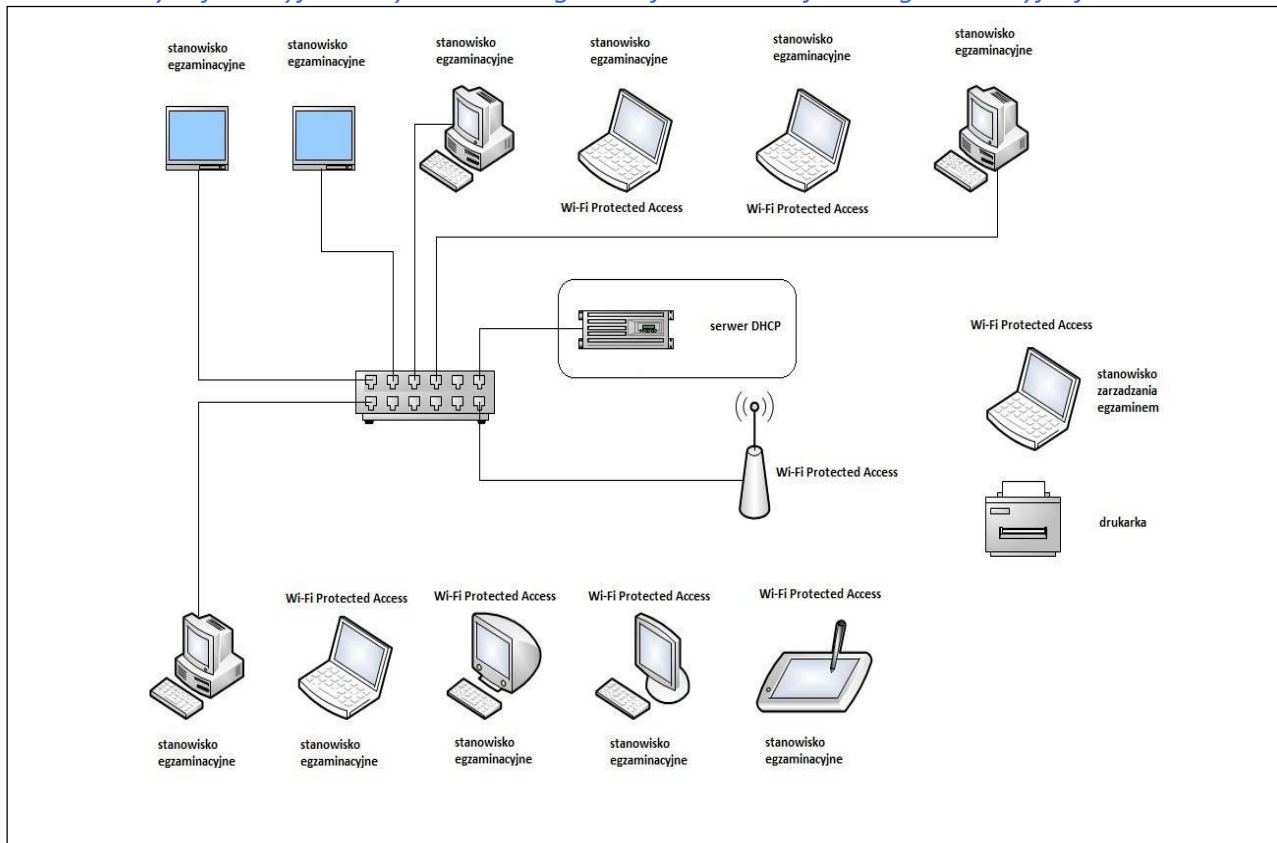 stanowisko
egzaminacyjne
stanowisko
egzaminacyjne
stanowisko
egzaminacyjne
stanowisko
egzaminacyjne
stanowisko
egzaminacyjne
stanowisko
egzaminacyjne
Wi-Fi Protected Access
Wi-Fi Protected Access
serwer DHCP
Wi-Fi Protected Access
stanowisko
zarzadzania
egzaminem
Wi-Fi Protected Access
drukarka
Wi-Fi Protected Access
Wi-Fi Protected Access
Wi-Fi Protected Access
Wi-Fi Protected Access
stanowisko
egzaminacyjne
stanowisko
egzaminacyjne
stanowisko
egzaminacyjne
stanowisko
egzaminacyjne
stanowisko
egzaminacyjne